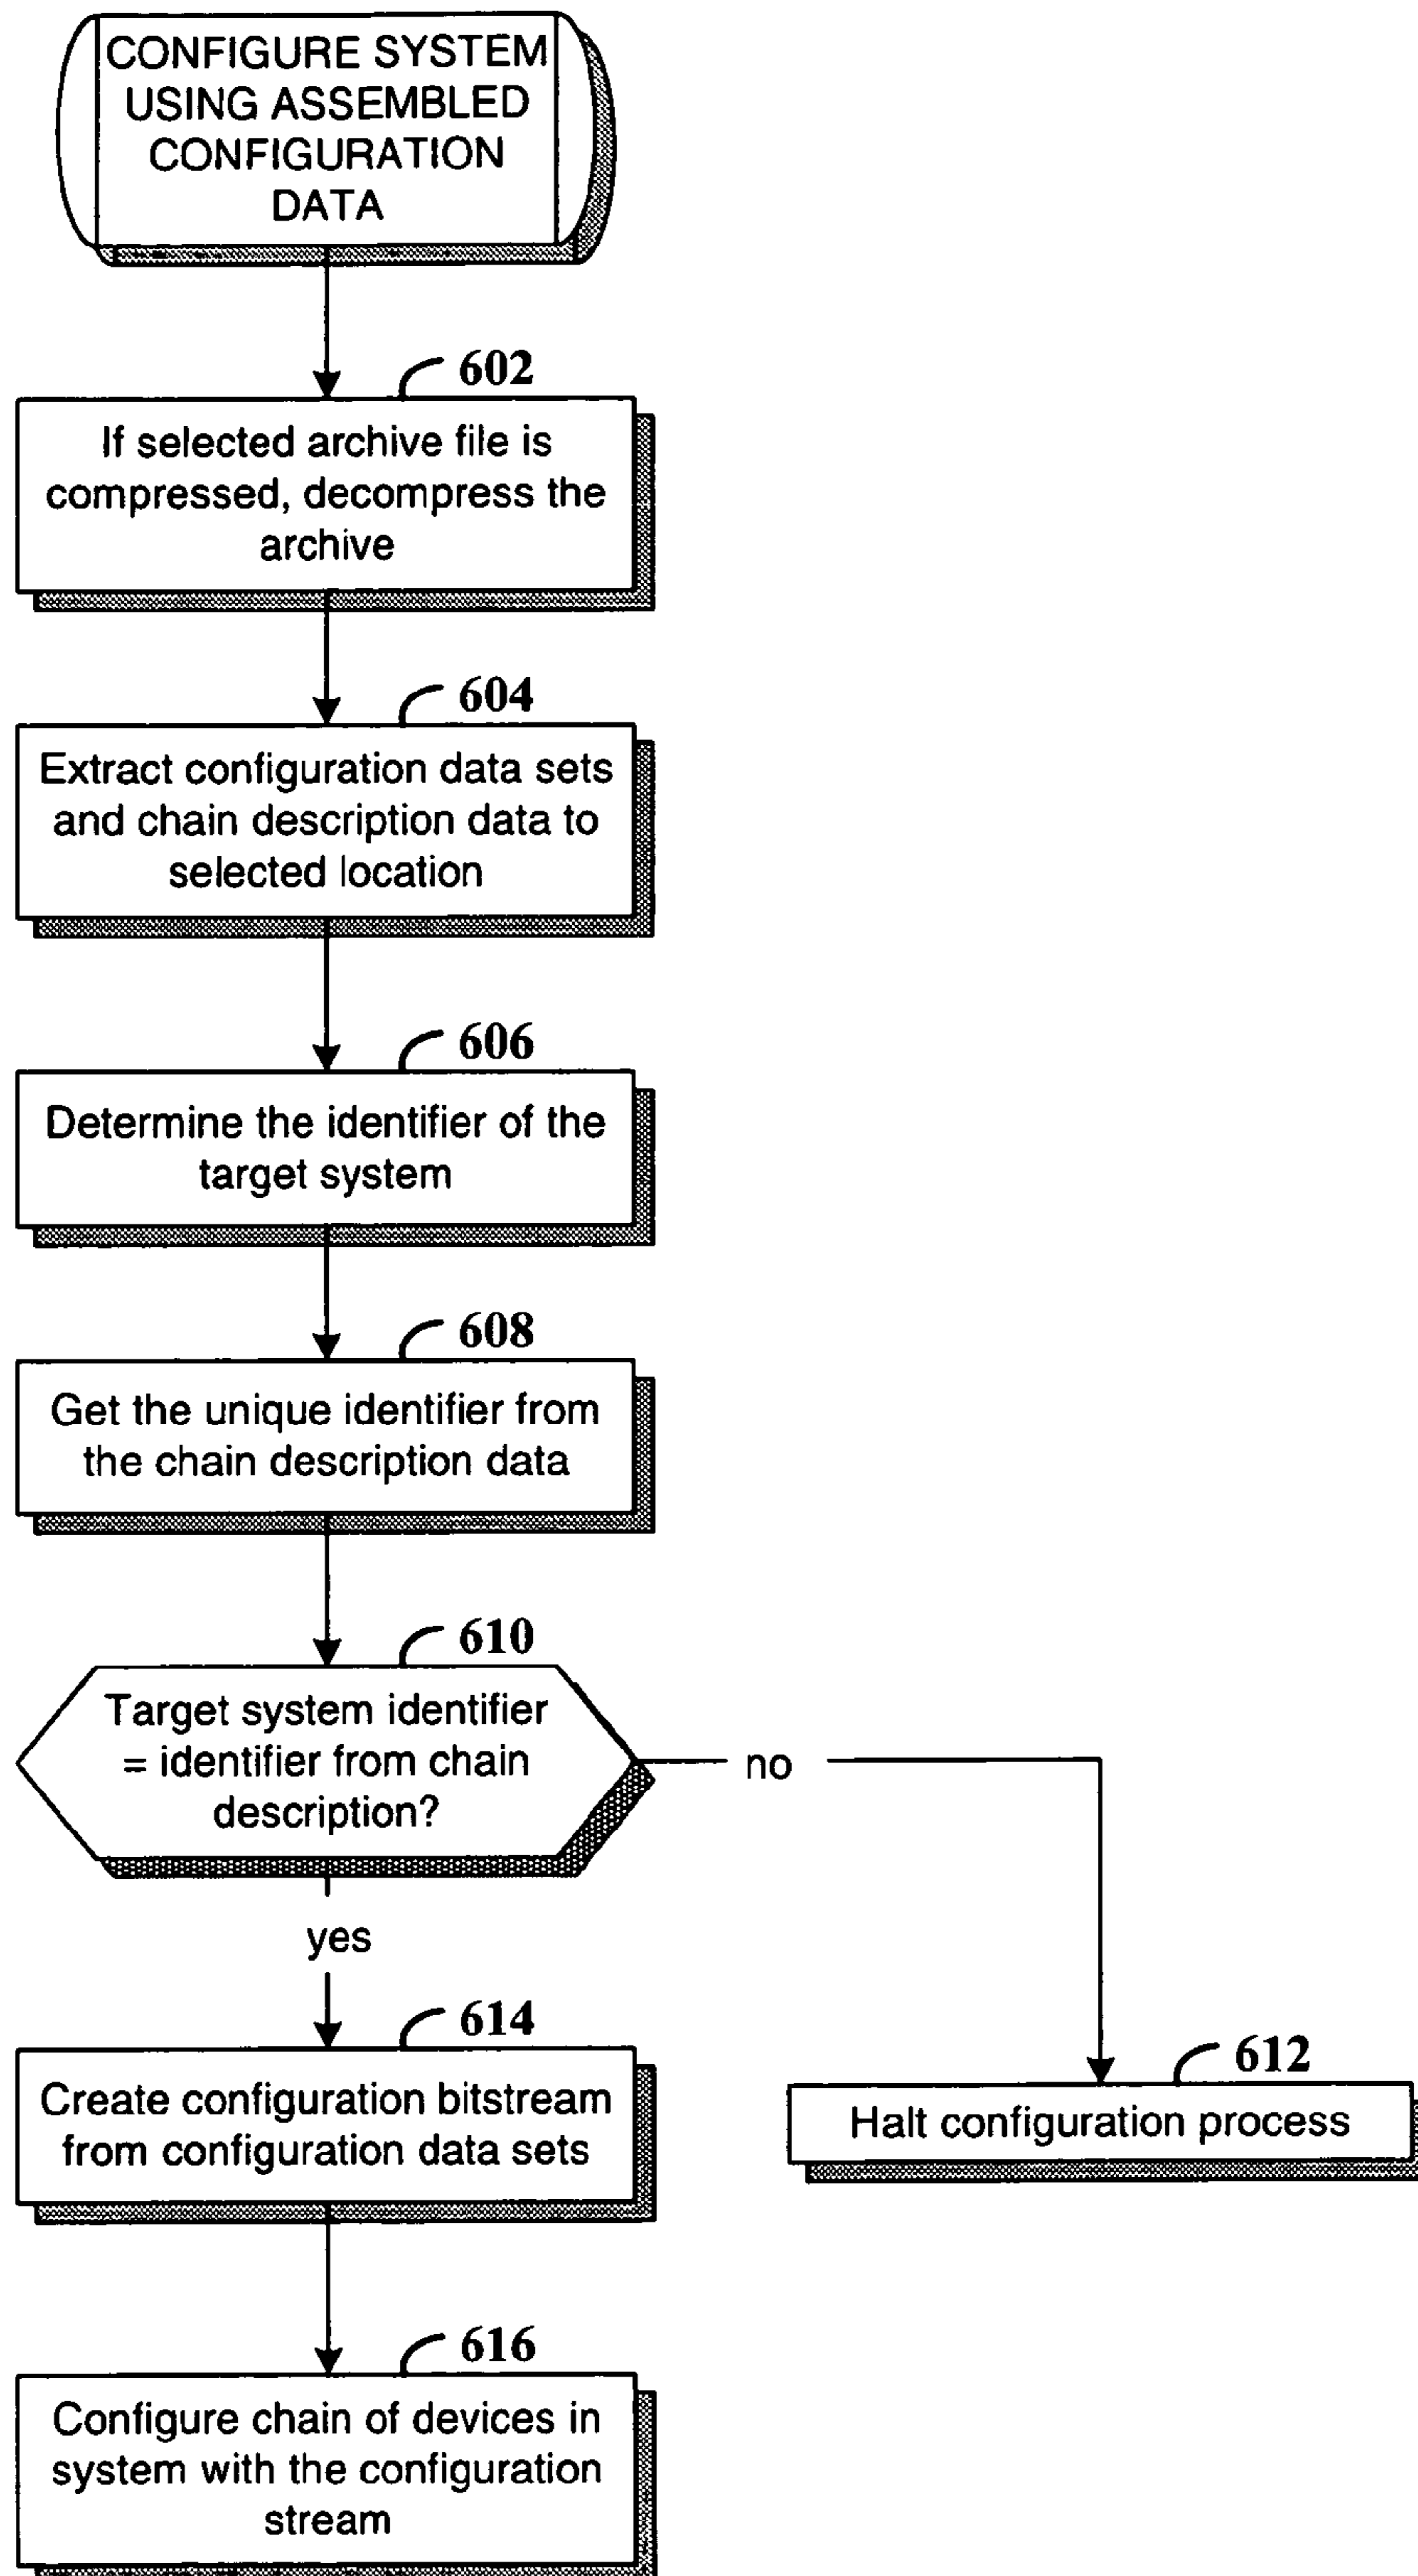 CONFIGURE SYSTEM
USING ASSEMBLED
CONFIGURATION
DATA
602
If selected archive file is
compressed, decompress the
archive
604
Extract configuration data sets
and chain description data to
selected location
606
Determine the identifier of the
target system
608
Get the unique identifier from
the chain description data
610
Target system identifier
= identifier from chain
description?
no
yes
614
Create configuration bitstream
from configuration data sets
612
Halt configuration process
616
Configure chain of devices in
system with the configuration
stream